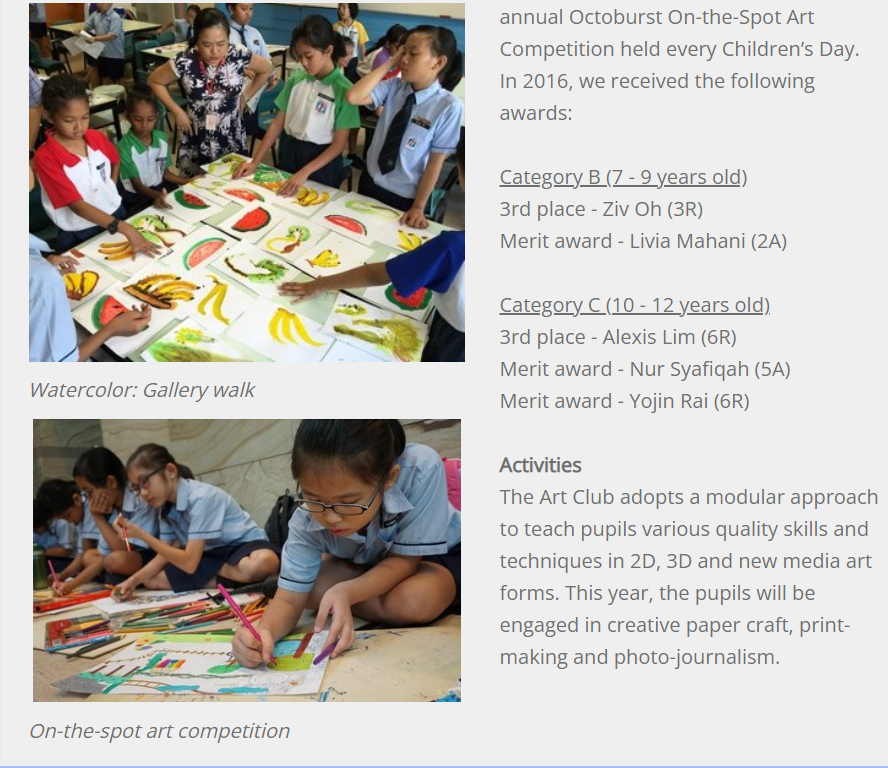 annual Octoburst On-the-Spot Art
Competition held every Children’s Day.
In 2016, we received the following
awards:
Category B (7 - 9 years old)
3rd place - Ziv Oh (3R)
Merit award - Livia Mahani (2A)
Category C (10 - 12 years old)
3rd place - Alexis Lim (6R)
Merit award - Nur Syafiqah (5A)
Merit award - Yojin Rai (6R)
Activities
The Art Club adopts a modular approach
to teach pupils various quality skills and
techniques in 2D, 3D and new media art
forms. This year, the pupils will be
engaged in creative paper craft, print-
making and photo-journalism.
Watercolor: Gallery walk
On-the-spot art competition